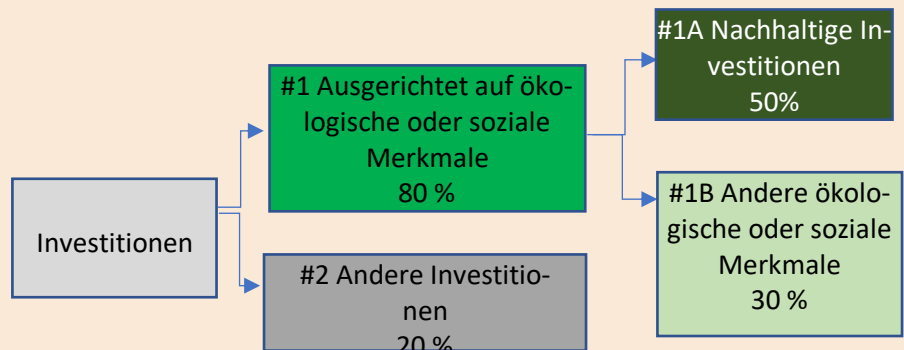 #1A Nachhaltige In-
vestitionen
50%
#1 Ausgerichtet auf öko-
logische oder soziale
Merkmale
80 %
#1B Andere ökolo-
gische oder soziale
Merkmale
30 %
Investitionen
#2 Andere Investitio-
nen
20 %